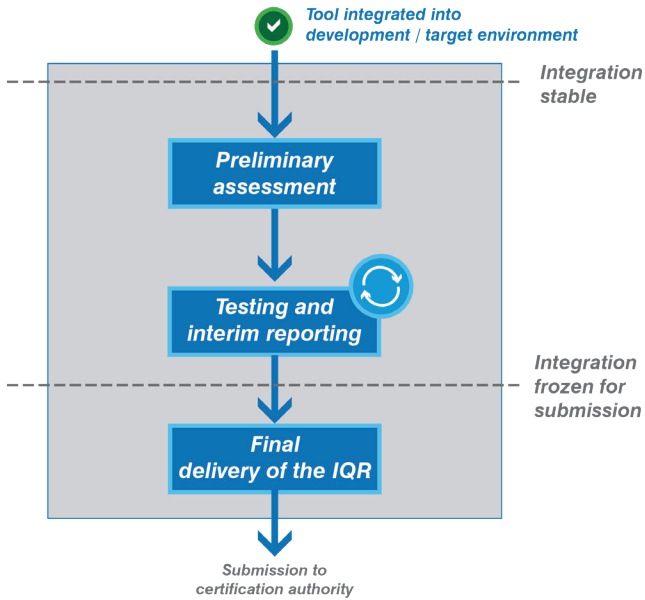 Tool integrated into
development / target environment
Integration
stable
Preliminary
assessment
Testing and
interim reporting
Integration
frozen for
submission
Final
delivery of the IQR
Submission to
certification authority